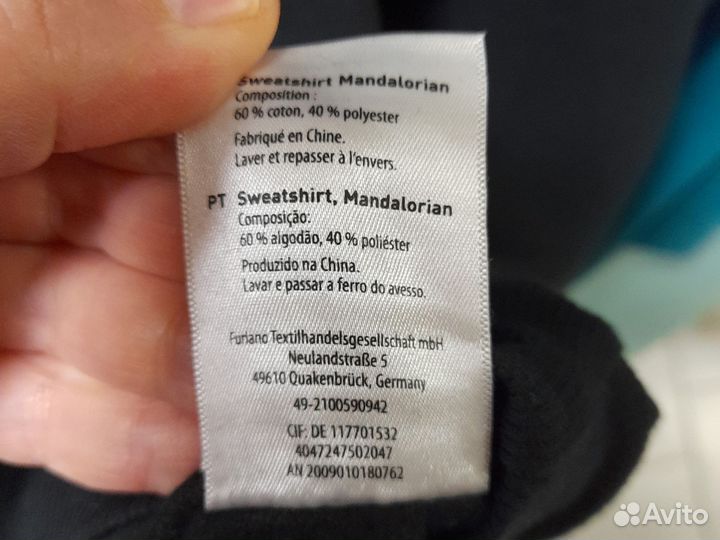 Sweatshirt Mandalorian
Composition :
60 % coton, 40 % polyester
Fabriqué en Chine.
Laver et repasser à l'envers.
PT Sweatshirt, Mandalorian
Composição:
60 % algodão, 40 % poliéster
Produzido na China.
Lavar e passar a ferro do avesso.
Furiano Textilhandelsgesellschaft mbH
Neulandstraße 5
49610 Quakenbrück, Germany
49-2100590942
CIF: DE 117701532
4047247502047
AN 2009010180762
Avito